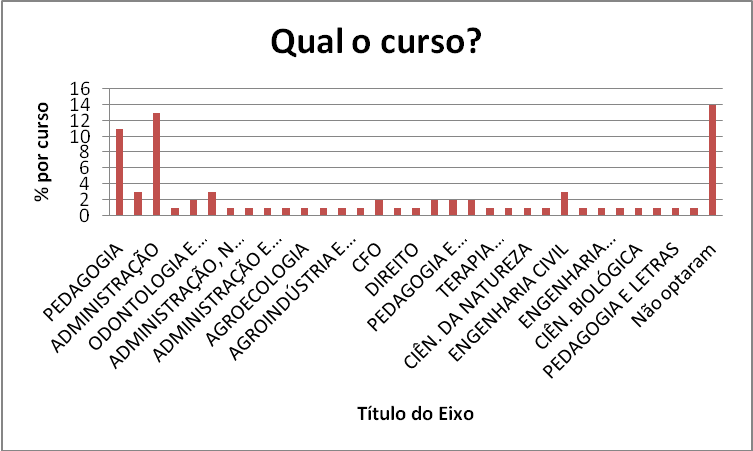 Qual o curso?
% por curso
16
14
12
10
8
6
4
2
0
PEDAGOGIA
ADMINISTRAÇÃO
ODONTOLOGIA E...
ADMINISTRAÇÃO, N...
ADMINISTRAÇÃO E...
AGROECOLOGIA
AGROINDÚSTRIA E...
CFO
DIREITO
PEDAGOGIA E...
TERAPIA...
CIÊN. DA NATUREZA
ENGENHARIA CIVIL
ENGENHARIA...
CIÊN. BIOLÓGICA
PEDAGOGIA E LETRAS
Não optaram
Título do Eixo